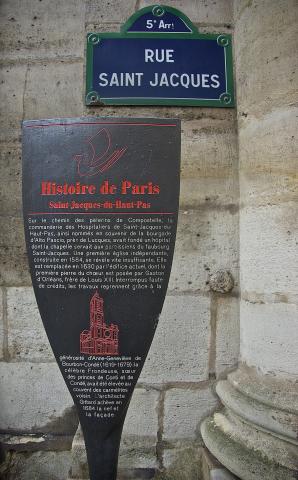 5e Arrt
RUE
SAINT JACQUES
Histoire de Paris
Saint Jacques-du-Haut-Pas
Sur le chemin des pèlerins de Compostelle, la
commanderie des Hospitaliers de Saint-Jacques du
Haut-Pas, ainsi nommés en souvenir de la bourgade
d'Alto Pascio, près de Lucques, avait fondé un hôpital
dont la chapelle servait aux paroissiens du faubourg
Saint-Jacques. Une première église indépendante,
construite en 1584, se révèle vite insuffisante. Elle
est remplacée en 1630 par l'édifice actuel, dont la
première pierre du chœur, est posée par Gaston
d'Orléans, frère de Louis XIII. Interrompus faute
de crédits, les travaux reprennent grâce à la
générosité d'Anne-Geneviève de
Bourbon-Condé (1619-1679) la
célèbre Frondeuse, sœur
des princes de Conti et de
Condé, avait été élevée au
couvent des carmélites
voisin. L'architecte
Gittard achève en
1684 la nef et
la façade